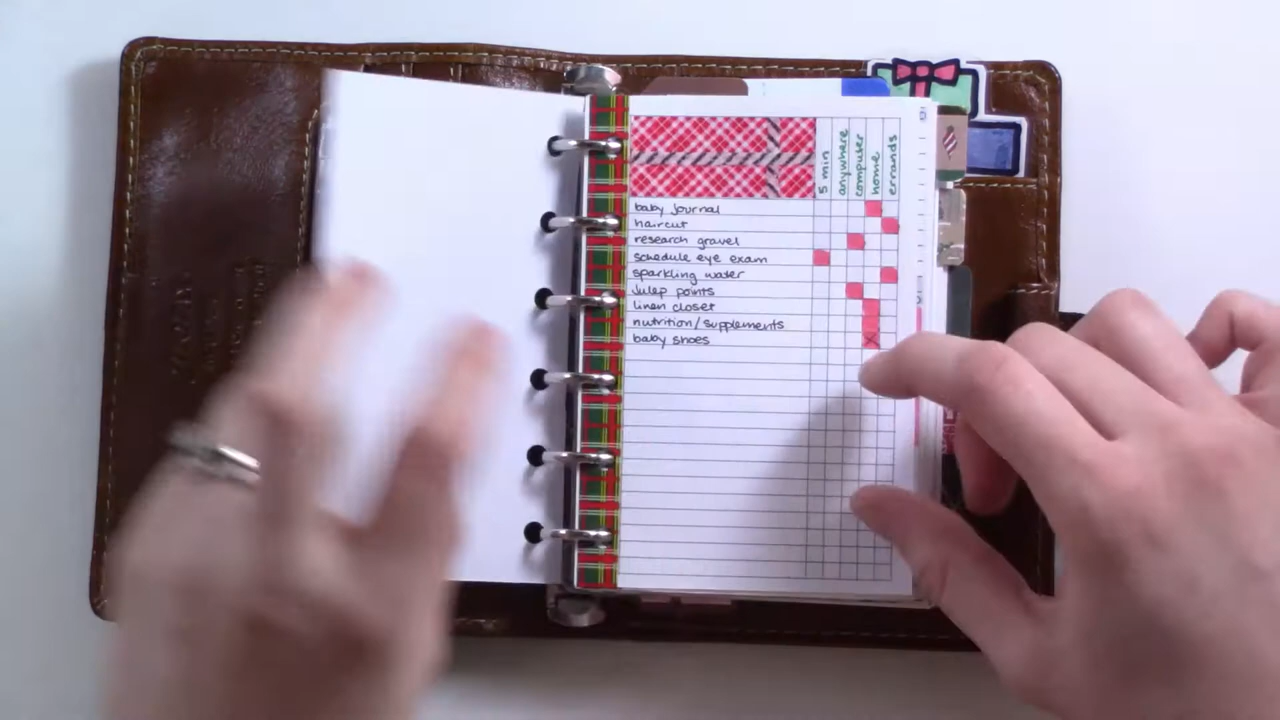 5 min
anywhere
computer
home
errands
baby journal
haircut
research gravel
schedule eye exam
sparkling water
Julep points
linen closet
nutrition/supplements
baby shoes